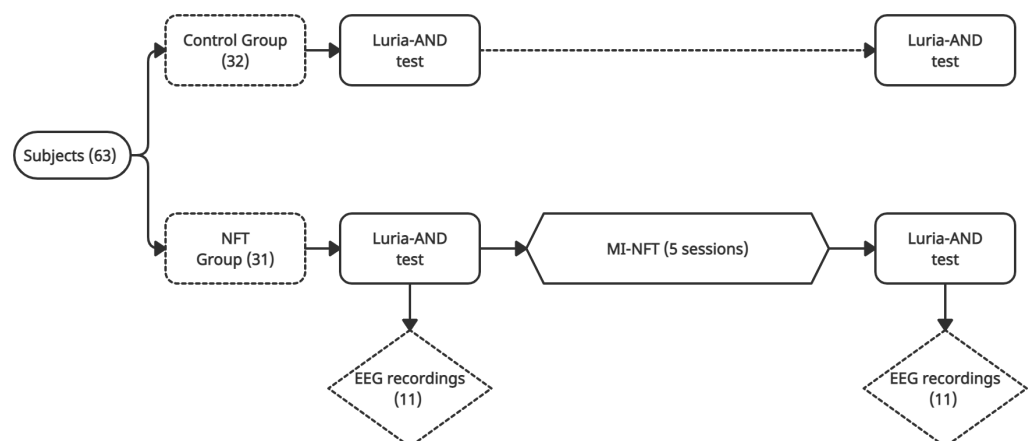 Control Group
(32)
Luria-AND
test
Luria-AND
test
Subjects (63)
NFT
Group (31)
Luria-AND
test
MI-NFT (5 sessions)
Luria-AND
test
EEG recordings
(11)
EEG recordings
(11)